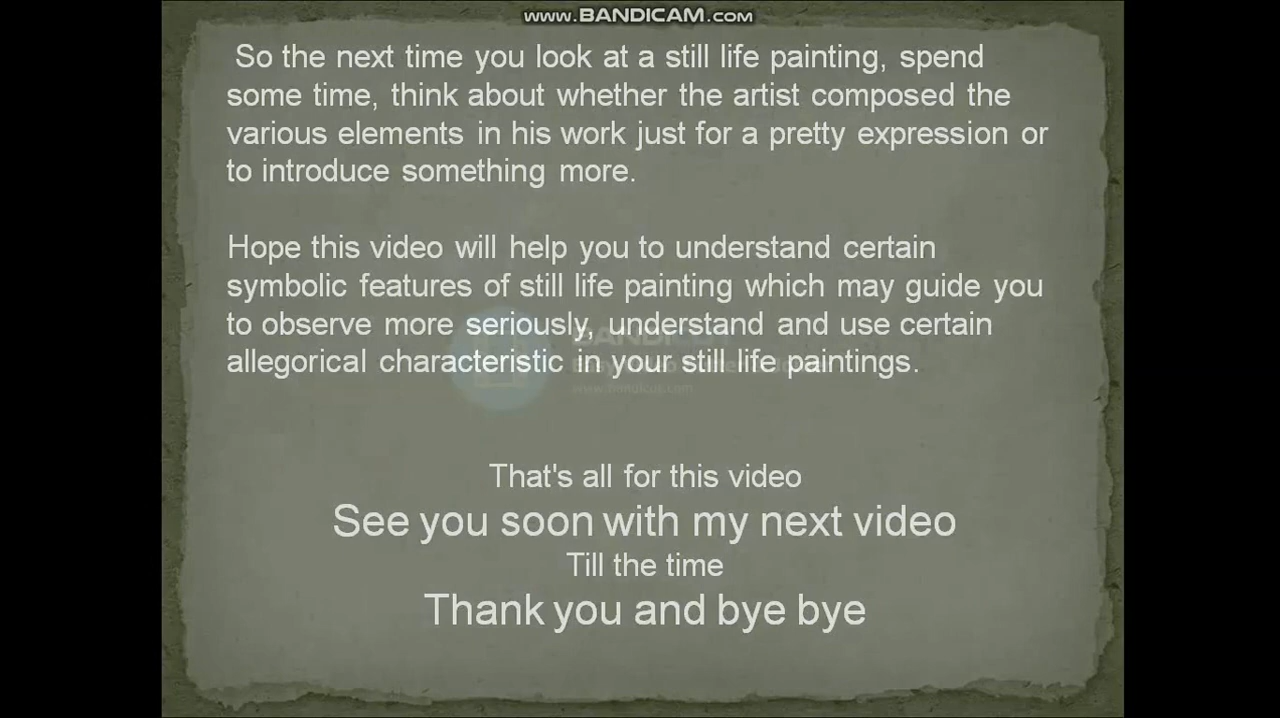 www.BANDICAM.com
So the next time you look at a still life painting, spend
some time, think about whether the artist composed the
various elements in his work just for a pretty expression or
to introduce something more.
Hope this video will help you to understand certain
symbolic features of still life painting which may guide you
to observe more seriously, understand and use certain
allegorical characteristic in your still life paintings.
www.bandicut.com
That's all for this video
See you soon with my next video
Till the time
Thank you and bye bye